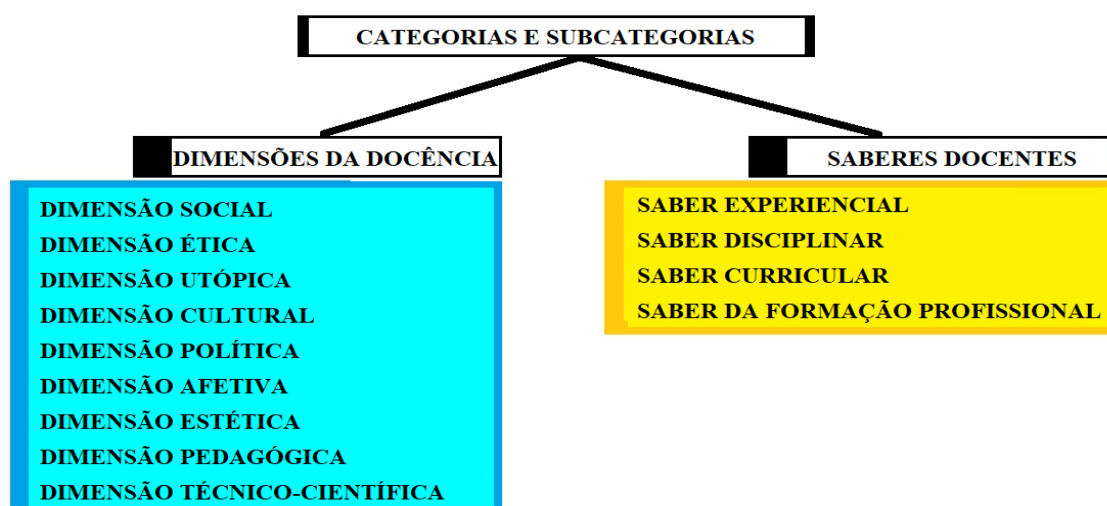 CATEGORIAS E SUBCATEGORIAS
DIMENSÕES DA DOCÊNCIA
DIMENSÃO SOCIAL
DIMENSÃO ÉTICA
DIMENSÃO UTÓPICA
DIMENSÃO CULTURAL
DIMENSÃO POLÍTICA
DIMENSÃO AFETIVA
DIMENSÃO ESTÉTICA
DIMENSÃO PEDAGÓGICA
DIMENSÃO TÉCNICO-CIENTÍFICA
SABERES DOCENTES
SABER EXPERIENCIAL
SABER DISCIPLINAR
SABER CURRICULAR
SABER DA FORMAÇÃO PROFISSIONAL